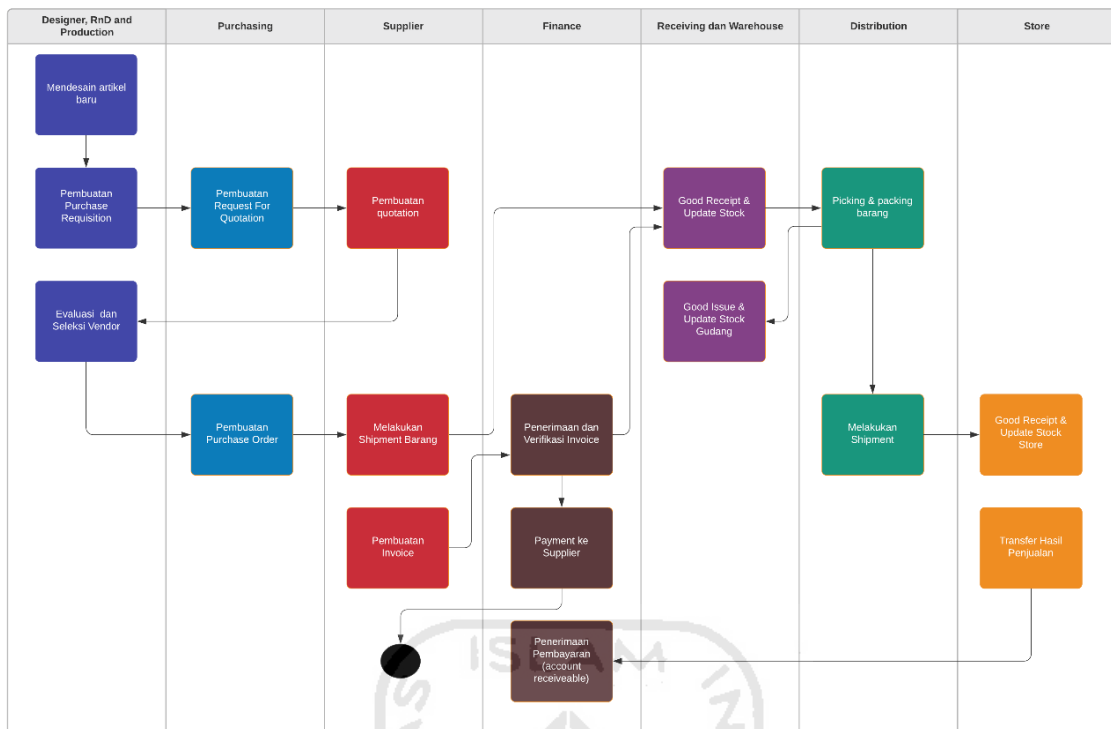 Designer, RnD and
Production
Purchasing
Supplier
Finance
Receiving dan Warehouse
Distribution
Store
Mendesain artikel
baru
Pembuatan
Purchase
Requisition
Pembuatan
Request For
Quotation
Pembuatan
quotation
Good Receipt &
Update Stock
Picking & packing
barang
Evaluasi dan
Seleksi Vendor
Good Issue &
Update Stock
Gudang
Pembuatan
Purchase Order
Melakukan
Shipment Barang
Penerimaan dan
Verifikasi Invoice
Melakukan
Shipment
Good Receipt &
Update Stock
Store
Pembuatan
Invoice
Payment ke
Supplier
Transfer Hasil
Penjualan
Penerimaan
Pembayaran
(account
receiveable)
ISLAM